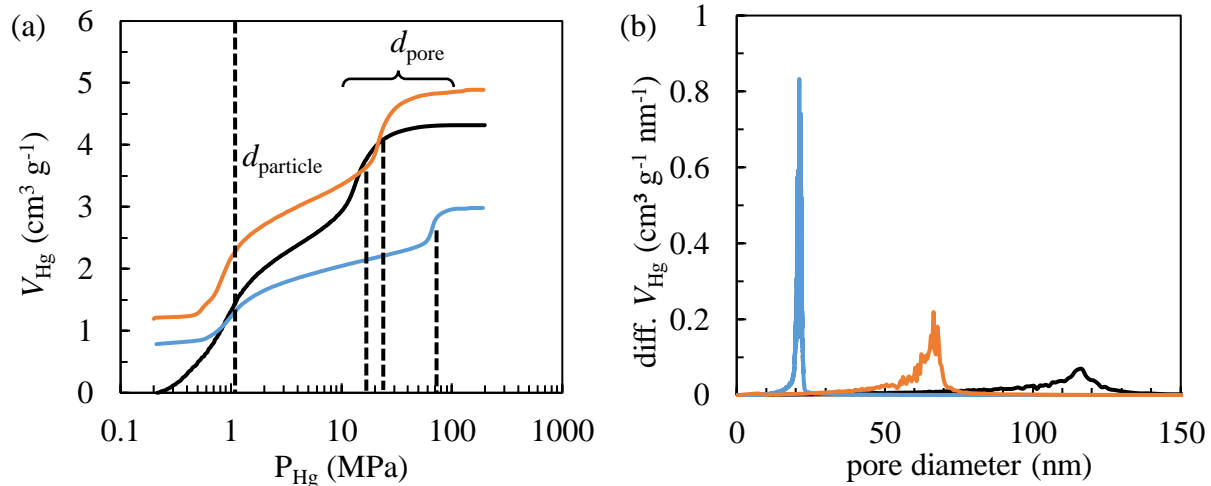 (a)
6
5
4
3
2
1
0
V_Hg (cm³ g⁻¹)
d_pore
d_particle
0.1 1 10 100 1000
P_Hg (MPa)
(b)
1
0.8
0.6
0.4
0.2
0
diff. V_Hg (cm³ g⁻¹ nm⁻¹)
0 50 100 150
pore diameter (nm)